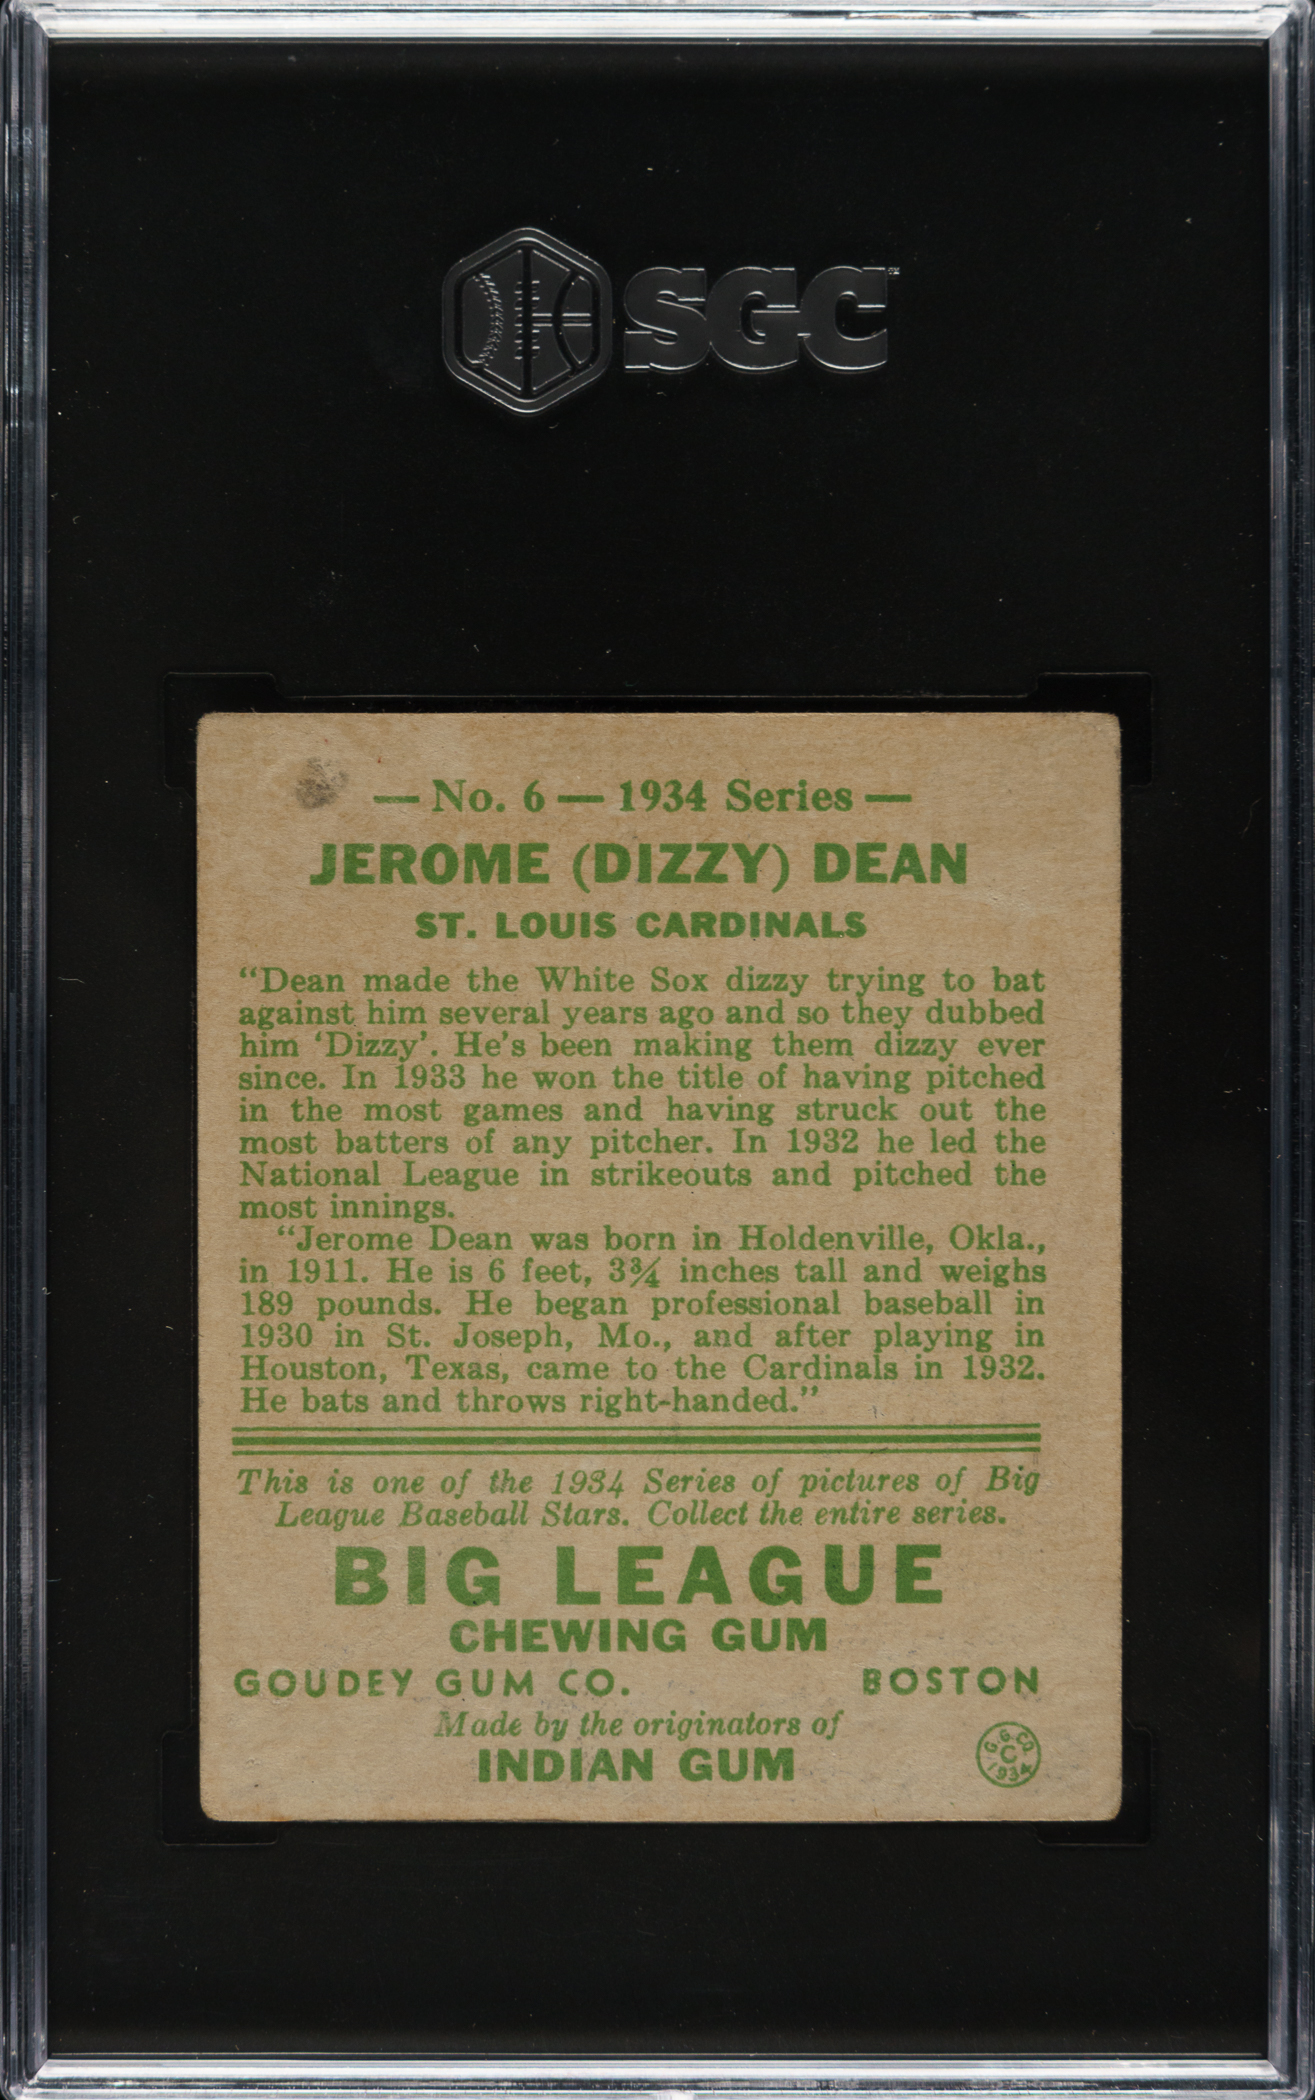 SGC
— No. 6 — 1934 Series —
JEROME (DIZZY) DEAN
ST. LOUIS CARDINALS
“Dean made the White Sox dizzy trying to bat
against him several years ago and so they dubbed
him ‘Dizzy’. He’s been making them dizzy ever
since. In 1933 he won the title of having pitched
in the most games and having struck out the
most batters of any pitcher. In 1932 he led the
National League in strikeouts and pitched the
most innings.
“Jerome Dean was born in Holdenville, Okla.,
in 1911. He is 6 feet, 3¾ inches tall and weighs
189 pounds. He began professional baseball in
1930 in St. Joseph, Mo., and after playing in
Houston, Texas, came to the Cardinals in 1932.
He bats and throws right-handed.”
This is one of the 1934 Series of pictures of Big
League Baseball Stars. Collect the entire series.
BIG LEAGUE
CHEWING GUM
GOUDEY GUM CO. BOSTON
Made by the originators of
INDIAN GUM
G. G. CO.
C
1934